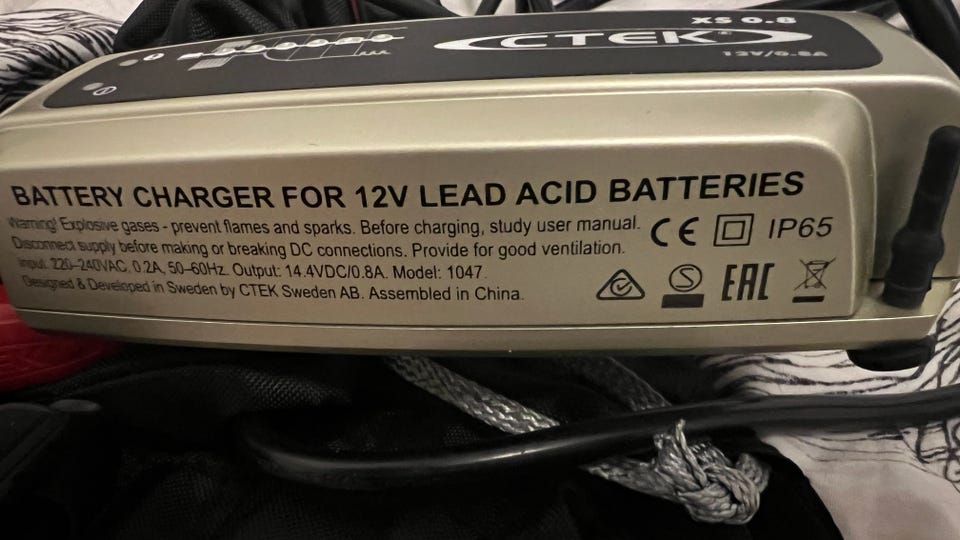 XS 0.8
CTEK®
12V/0.8A
BATTERY CHARGER FOR 12V LEAD ACID BATTERIES
Warning! Explosive gases - prevent flames and sparks. Before charging, study user manual.
Disconnect supply before making or breaking DC connections. Provide for good ventilation.
Input: 220–240VAC, 0.2A, 50–60Hz. Output: 14.4VDC/0.8A. Model: 1047.
Designed & Developed in Sweden by CTEK Sweden AB. Assembled in China.
CE IP65
S EAC